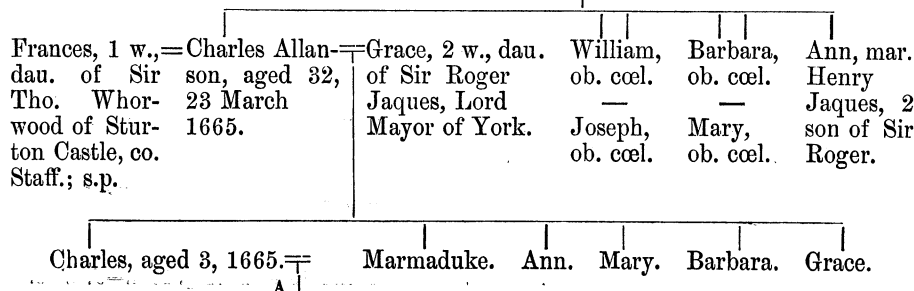 Frances, 1 w.,=Charles Allan-=Grace, 2 w., dau.
dau. of Sir
Tho. Whor-
wood of Stur-
ton Castle, co.
Staff.; s.p.
son, aged 32,
23 March
1665.
of Sir Roger
Jaques, Lord
Mayor of York.
William,
ob. cœl.
—
Joseph,
ob. cœl.
Barbara,
ob. cœl.
—
Mary,
ob. cœl.
Ann, mar.
Henry
Jaques, 2
son of Sir
Roger.
Charles, aged 3, 1665.=
Marmaduke.
Ann.
Mary.
Barbara.
Grace.
A